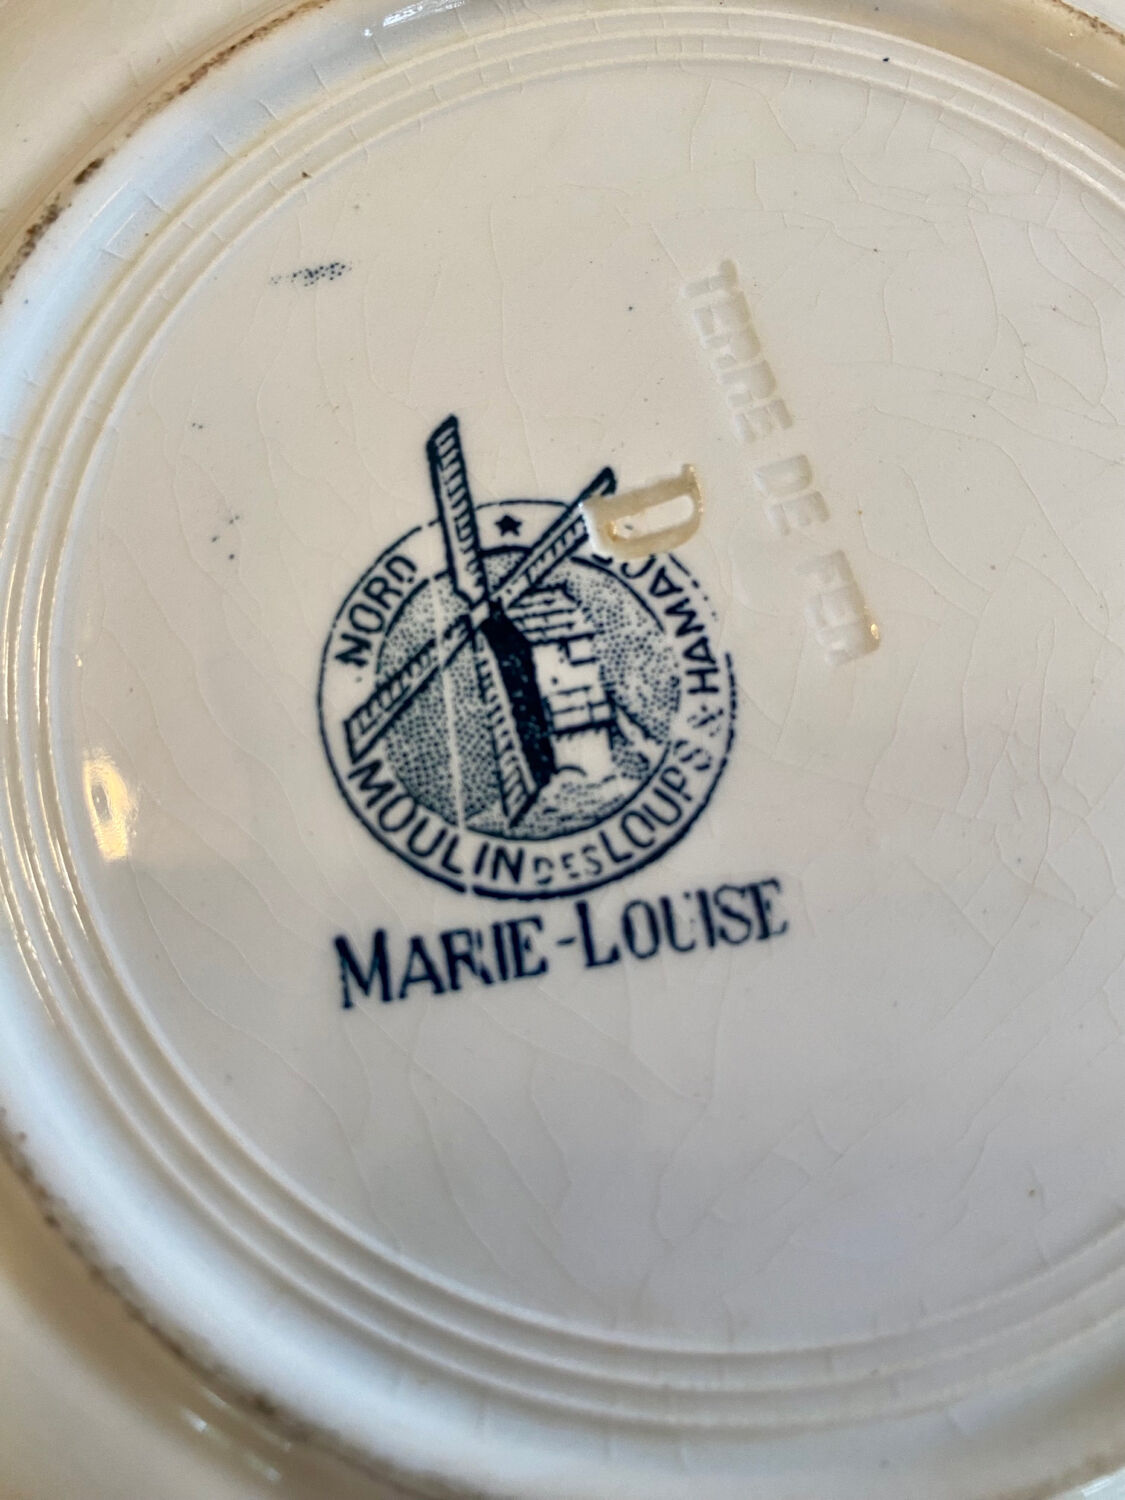 TERRE DE FER
D
NORD
MOULIN DES LOUPS & HAMAGE
MARIE-LOUISE